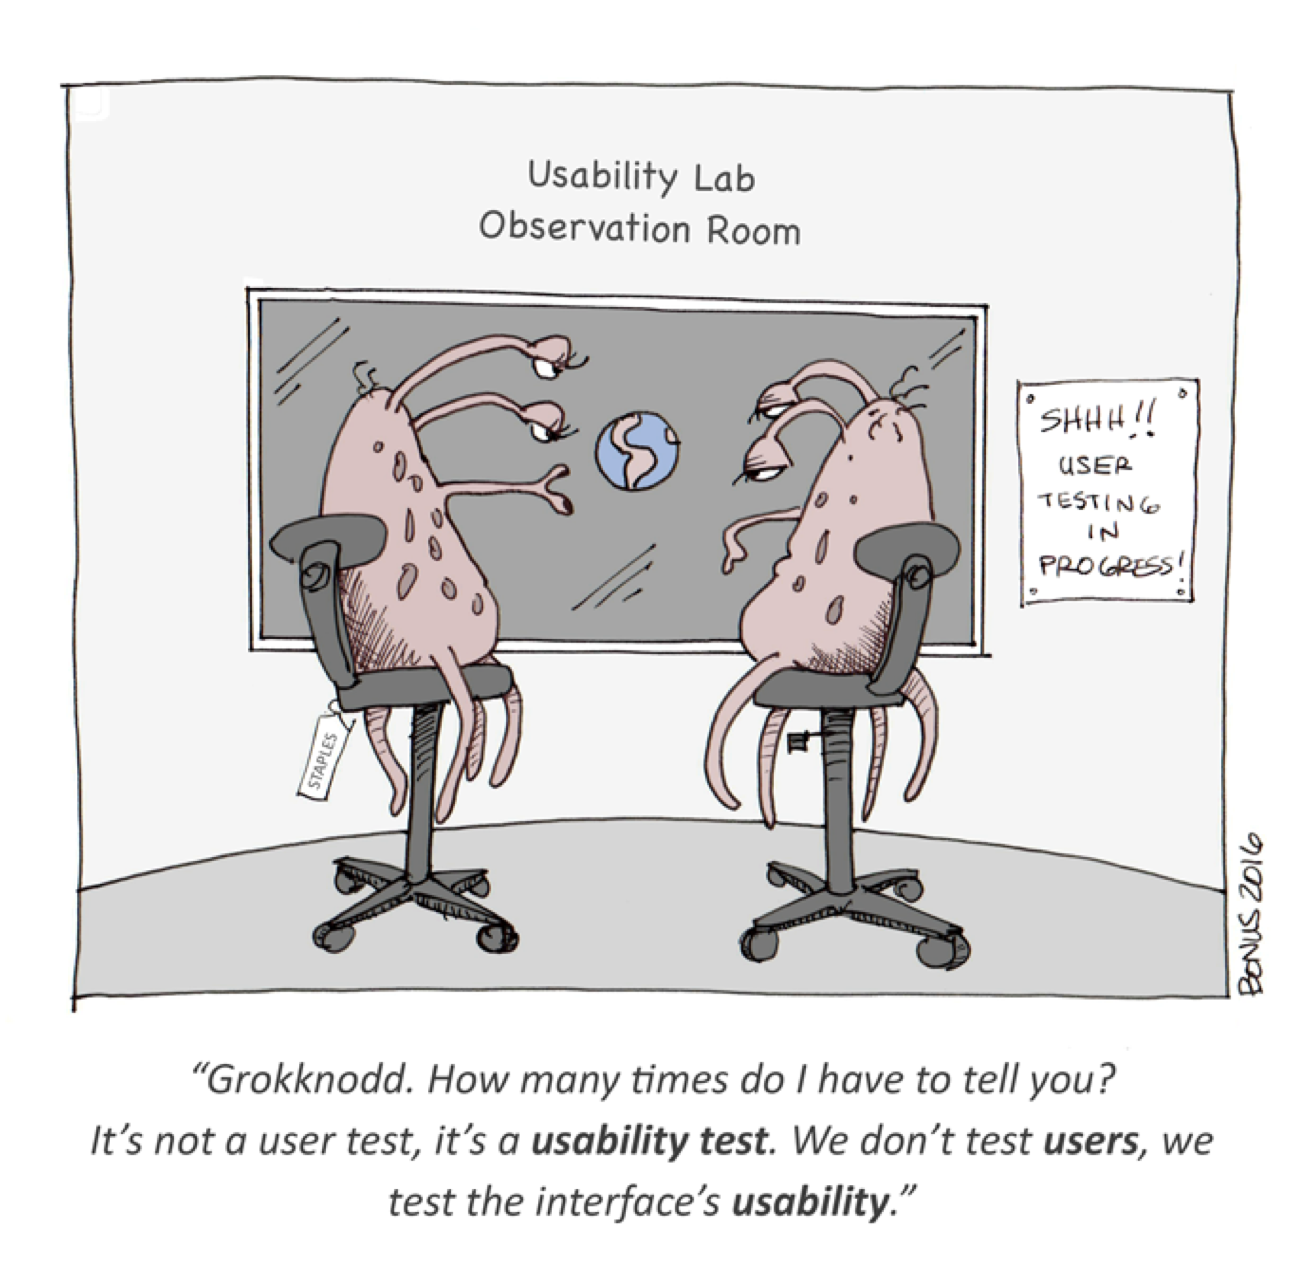 Usability Lab
Observation Room
SHHH!!
USER
TESTING
IN
PROGRESS!
STAPLES
BONUS 2016
“Grokknodd. How many times do I have to tell you?
It’s not a user test, it’s a usability test. We don’t test users, we
test the interface’s usability.”